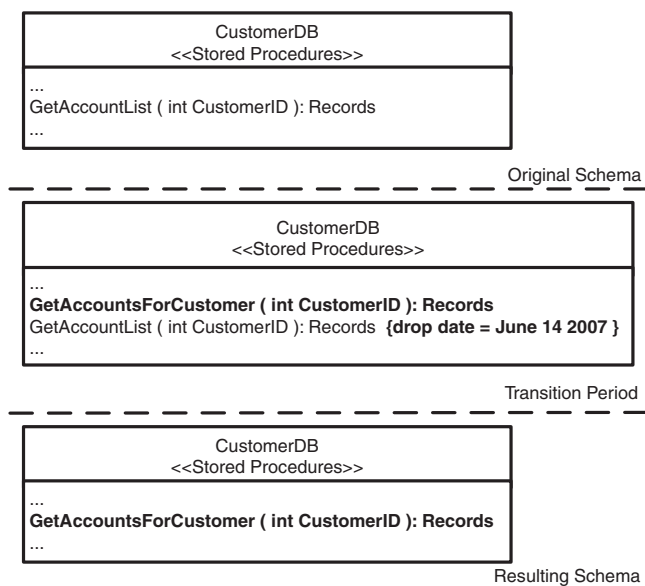 CustomerDB
<<Stored Procedures>>
...
GetAccountList ( int CustomerID ): Records
...
Original Schema
CustomerDB
<<Stored Procedures>>
...
GetAccountsForCustomer ( int CustomerID ): Records
GetAccountList ( int CustomerID ): Records {drop date = June 14 2007 }
...
Transition Period
CustomerDB
<<Stored Procedures>>
...
GetAccountsForCustomer ( int CustomerID ): Records
...
Resulting Schema